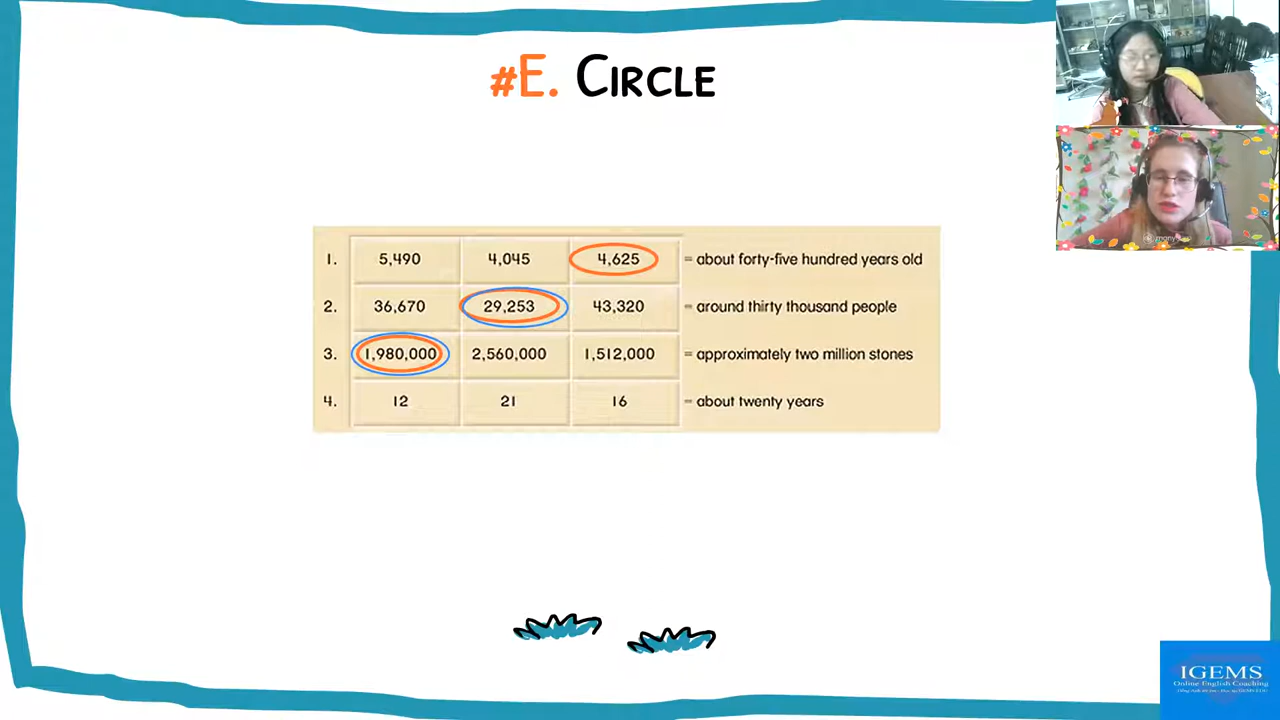 #E. CIRCLE
1. 5,490 4,045 4,625 = about forty-five hundred years old
2. 36,670 29,253 43,320 = around thirty thousand people
3. 1,980,000 2,560,000 1,512,000 = approximately two million stones
4. 12 21 16 = about twenty years
IGEMS
Online English Coaching